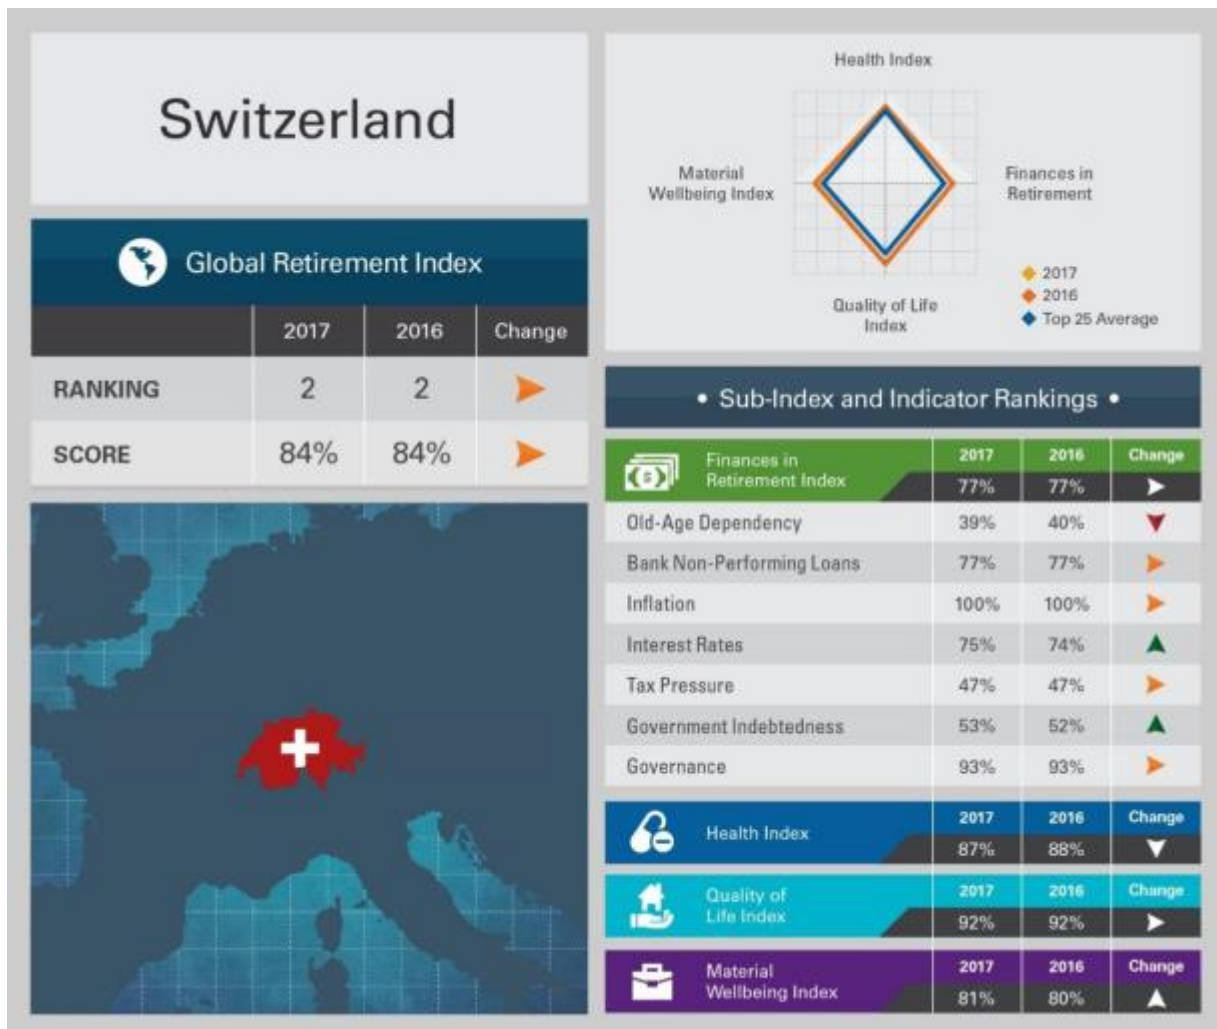 Switzerland
Global Retirement Index
2017 2016 Change
RANKING 2 2
SCORE 84% 84%
Health Index
Material
Wellbeing Index
Finances in
Retirement
Quality of Life
Index
2017
2016
Top 25 Average
• Sub-Index and Indicator Rankings •
Finances in
Retirement Index
2017 2016 Change
77% 77%
Old-Age Dependency 39% 40%
Bank Non-Performing Loans 77% 77%
Inflation 100% 100%
Interest Rates 75% 74%
Tax Pressure 47% 47%
Government Indebtedness 53% 52%
Governance 93% 93%
Health Index
2017 2016 Change
87% 88%
Quality of
Life Index
2017 2016 Change
92% 92%
Material
Wellbeing Index
2017 2016 Change
81% 80%